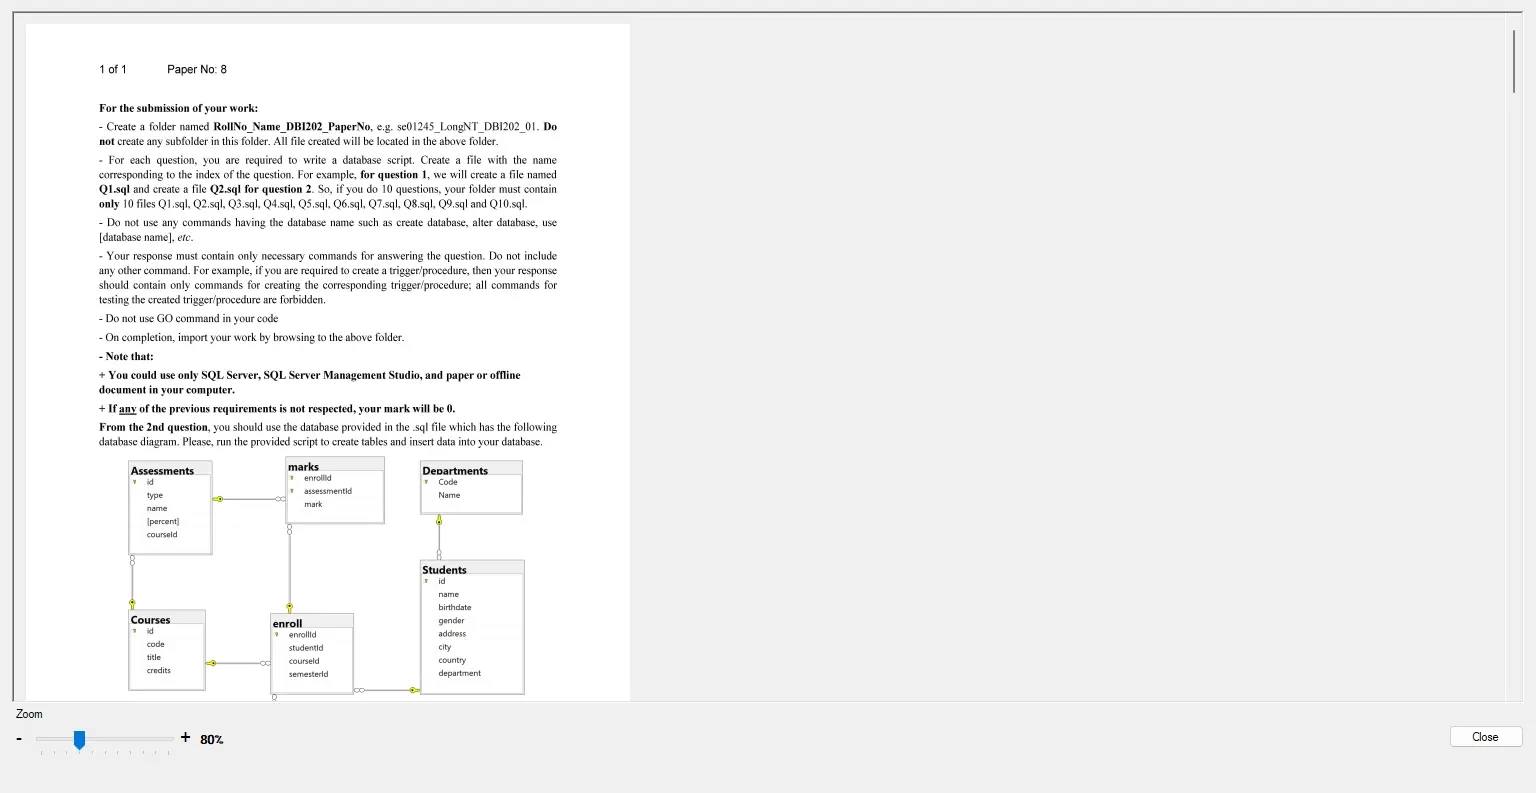 1 of 1 Paper No: 8
For the submission of your work:
- Create a folder named RollNo_Name_DBI202_PaperNo, e.g. se01245_LongNT_DBI202_01. Do
not create any subfolder in this folder. All file created will be located in the above folder.
- For each question, you are required to write a database script. Create a file with the name
corresponding to the index of the question. For example, for question 1, we will create a file named
Q1.sql and create a file Q2.sql for question 2. So, if you do 10 questions, your folder must contain
only 10 files Q1.sql, Q2.sql, Q3.sql, Q4.sql, Q5.sql, Q6.sql, Q7.sql, Q8.sql, Q9.sql and Q10.sql.
- Do not use any commands having the database name such as create database, alter database, use
[database name], etc.
- Your response must contain only necessary commands for answering the question. Do not include
any other command. For example, if you are required to create a trigger/procedure, then your response
should contain only commands for creating the corresponding trigger/procedure; all commands for
testing the created trigger/procedure are forbidden.
- Do not use GO command in your code
- On completion, import your work by browsing to the above folder.
- Note that:
+ You could use only SQL Server, SQL Server Management Studio, and paper or offline
document in your computer.
+ If any of the previous requirements is not respected, your mark will be 0.
From the 2nd question, you should use the database provided in the .sql file which has the following
database diagram. Please, run the provided script to create tables and insert data into your database.
Assessments
id
type
name
[percent]
courseId
marks
enrollId
assessmentId
mark
Departments
Code
Name
Students
id
name
birthdate
gender
address
city
country
department
Courses
id
code
title
credits
enroll
enrollId
studentId
courseId
semesterId
Zoom
- + 80%
Close